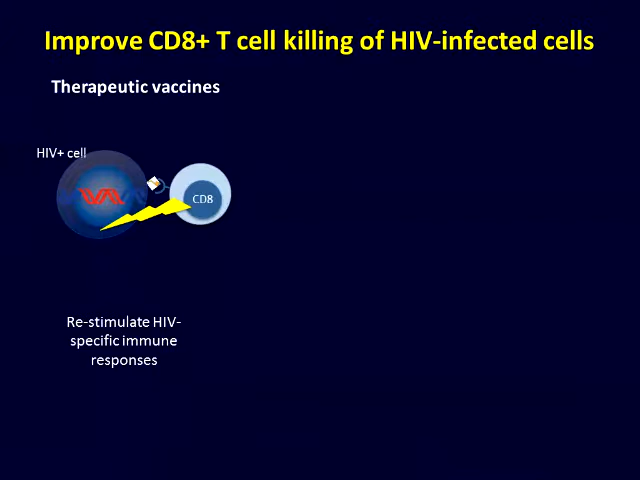 Improve CD8+ T cell killing of HIV-infected cells
Therapeutic vaccines
HIV+ cell
CD8
Re-stimulate HIV-
specific immune
responses